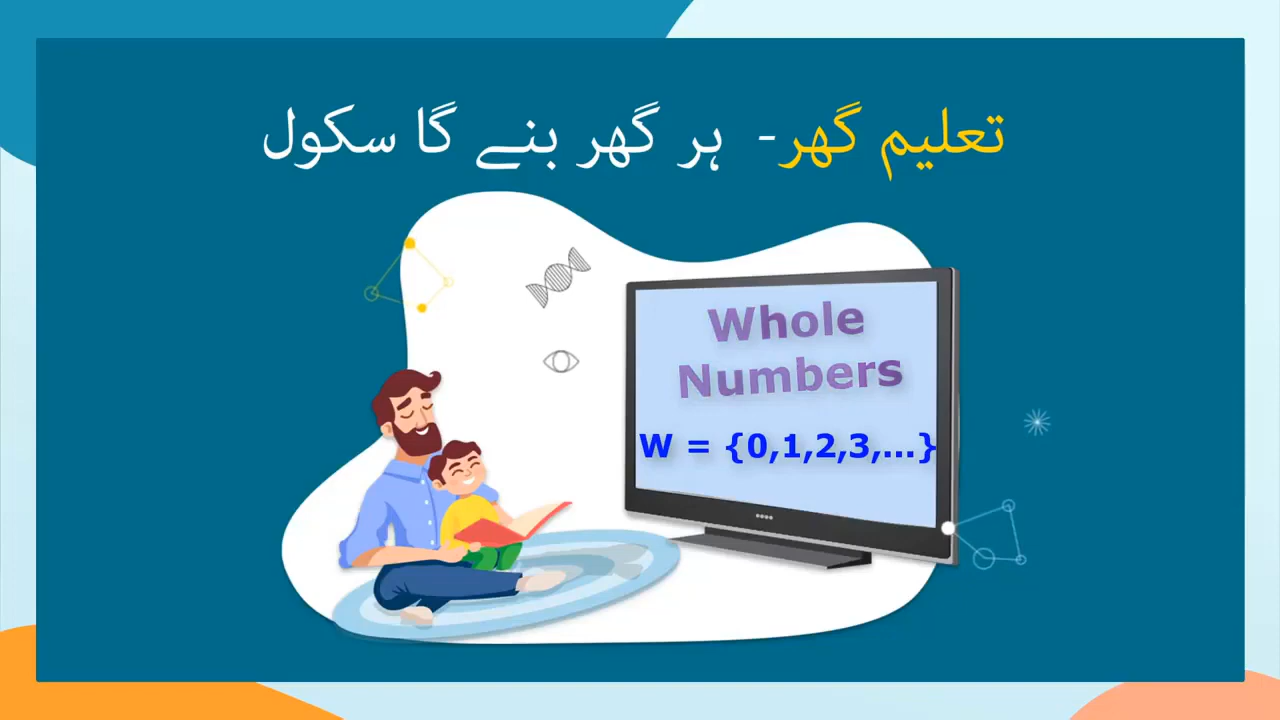 تعلیم گھر- ہر گھر بنے گا سکول
Whole
Numbers
W = {0,1,2,3,...}